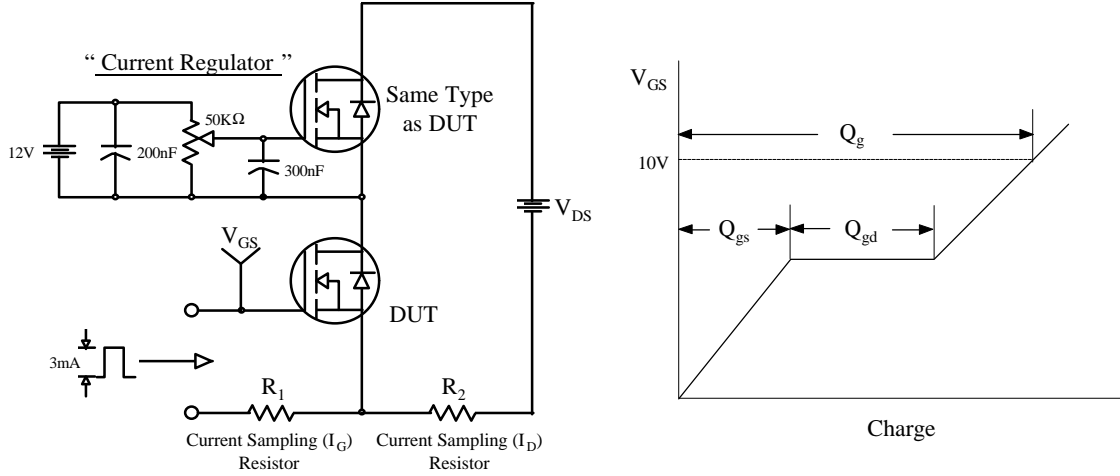 “ Current Regulator ”
50KΩ
12V
200nF
300nF
Same Type
as DUT
V_DS
V_GS
DUT
3mA
R_1
R_2
Current Sampling (I_G)
Resistor
Current Sampling (I_D)
Resistor
V_GS
Q_g
10V
Q_gs
Q_gd
Charge